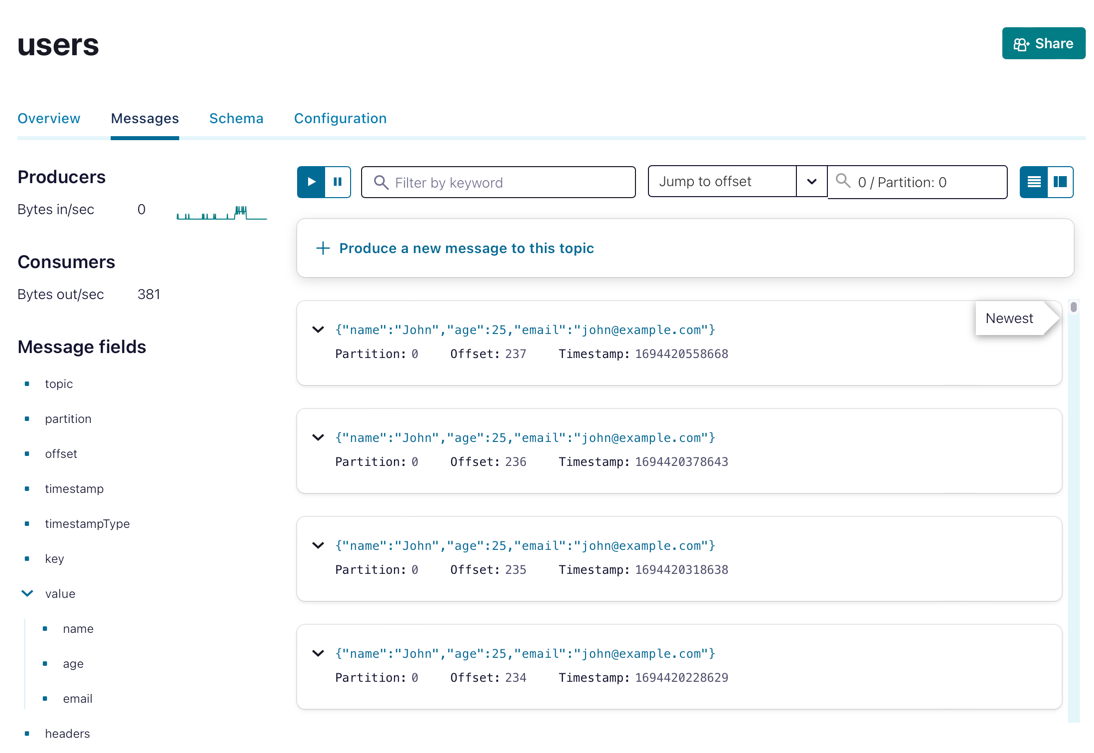 users
Share
Overview Messages Schema Configuration
Producers
Bytes in/sec 0
Consumers
Bytes out/sec 381
Message fields
topic
partition
offset
timestamp
timestampType
key
value
name
age
email
headers
Filter by keyword Jump to offset 0 / Partition: 0
Produce a new message to this topic
Newest
{"name":"John","age":25,"email":"john@example.com"}
Partition: 0 Offset: 237 Timestamp: 1694420558668
{"name":"John","age":25,"email":"john@example.com"}
Partition: 0 Offset: 236 Timestamp: 1694420378643
{"name":"John","age":25,"email":"john@example.com"}
Partition: 0 Offset: 235 Timestamp: 1694420318638
{"name":"John","age":25,"email":"john@example.com"}
Partition: 0 Offset: 234 Timestamp: 1694420228629